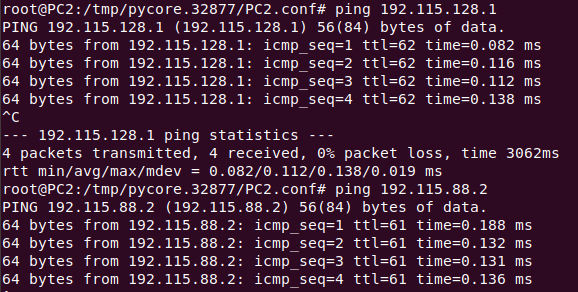 root@PC2:/tmp/pycore.32877/PC2.conf# ping 192.115.128.1
PING 192.115.128.1 (192.115.128.1) 56(84) bytes of data.
64 bytes from 192.115.128.1: icmp_seq=1 ttl=62 time=0.082 ms
64 bytes from 192.115.128.1: icmp_seq=2 ttl=62 time=0.116 ms
64 bytes from 192.115.128.1: icmp_seq=3 ttl=62 time=0.112 ms
64 bytes from 192.115.128.1: icmp_seq=4 ttl=62 time=0.138 ms
^C
--- 192.115.128.1 ping statistics ---
4 packets transmitted, 4 received, 0% packet loss, time 3062ms
rtt min/avg/max/mdev = 0.082/0.112/0.138/0.019 ms
root@PC2:/tmp/pycore.32877/PC2.conf# ping 192.115.88.2
PING 192.115.88.2 (192.115.88.2) 56(84) bytes of data.
64 bytes from 192.115.88.2: icmp_seq=1 ttl=61 time=0.188 ms
64 bytes from 192.115.88.2: icmp_seq=2 ttl=61 time=0.132 ms
64 bytes from 192.115.88.2: icmp_seq=3 ttl=61 time=0.131 ms
64 bytes from 192.115.88.2: icmp_seq=4 ttl=61 time=0.136 ms